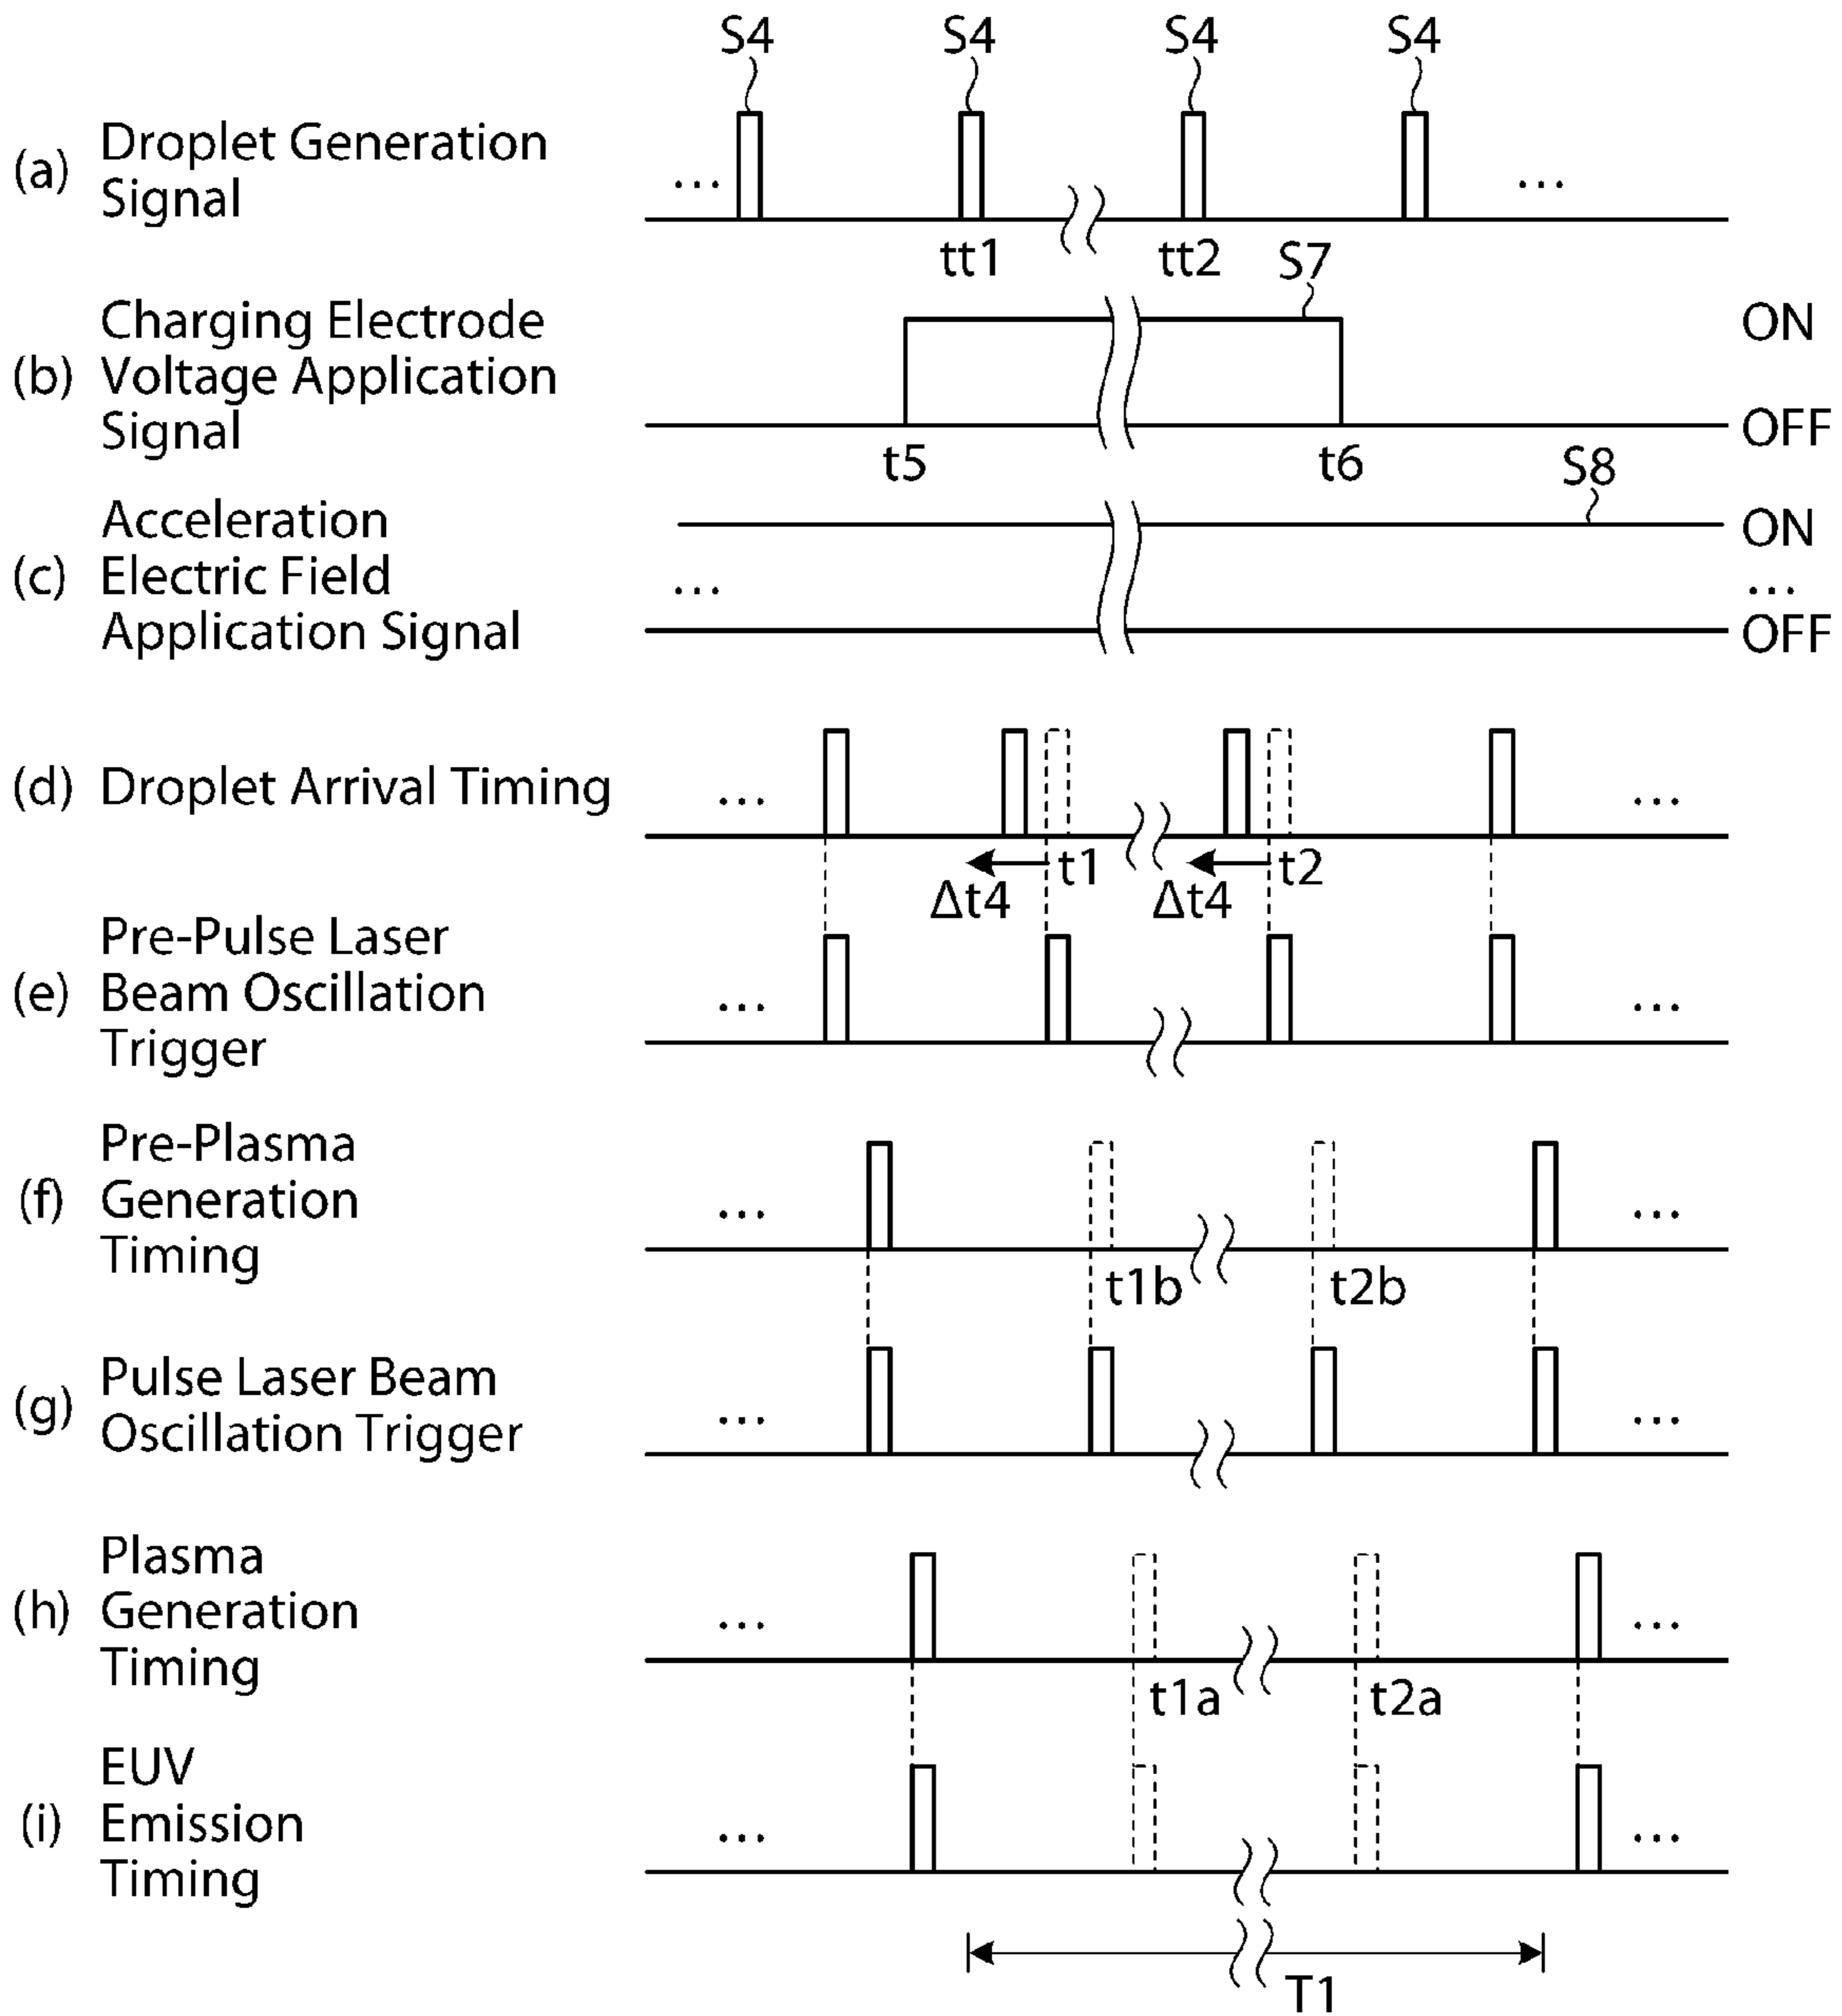 S4 S4 S4 S4
(a) Droplet Generation
Signal
... ...
tt1 tt2 S7
Charging Electrode ON
(b) Voltage Application
Signal OFF
t5 t6 S8
Acceleration ON
(c) Electric Field
... ...
Application Signal OFF
(d) Droplet Arrival Timing ... ...
t1 t2
Δt4 Δt4
Pre-Pulse Laser
(e) Beam Oscillation ... ...
Trigger
Pre-Plasma
(f) Generation ... ...
Timing
t1b t2b
Pulse Laser Beam
(g) ... ...
Oscillation Trigger
Plasma
(h) Generation ... ...
Timing
t1a t2a
EUV
(i) Emission ... ...
Timing
T1